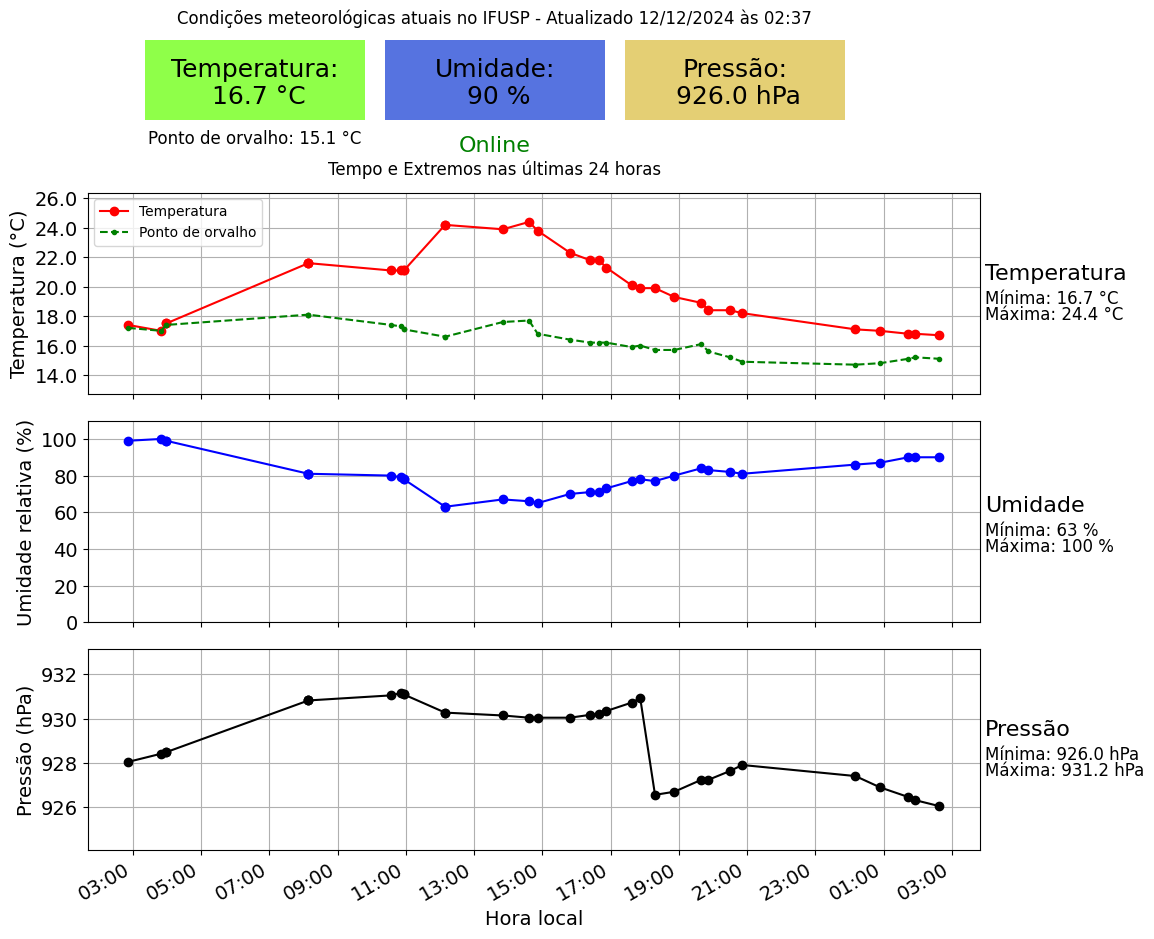 Condições meteorológicas atuais no IFUSP - Atualizado 12/12/2024 às 02:37
Temperatura:
16.7 °C
Umidade:
90 %
Pressão:
926.0 hPa
Ponto de orvalho: 15.1 °C
Online
Tempo e Extremos nas últimas 24 horas
Temperatura (°C)
26.0
24.0
22.0
20.0
18.0
16.0
14.0
Temperatura
Ponto de orvalho
Temperatura
Mínima: 16.7 °C
Máxima: 24.4 °C
Umidade relativa (%)
100
80
60
40
20
0
Umidade
Mínima: 63 %
Máxima: 100 %
Pressão (hPa)
932
930
928
926
Pressão
Mínima: 926.0 hPa
Máxima: 931.2 hPa
03:00 05:00 07:00 09:00 11:00 13:00 15:00 17:00 19:00 21:00 23:00 01:00 03:00
Hora local